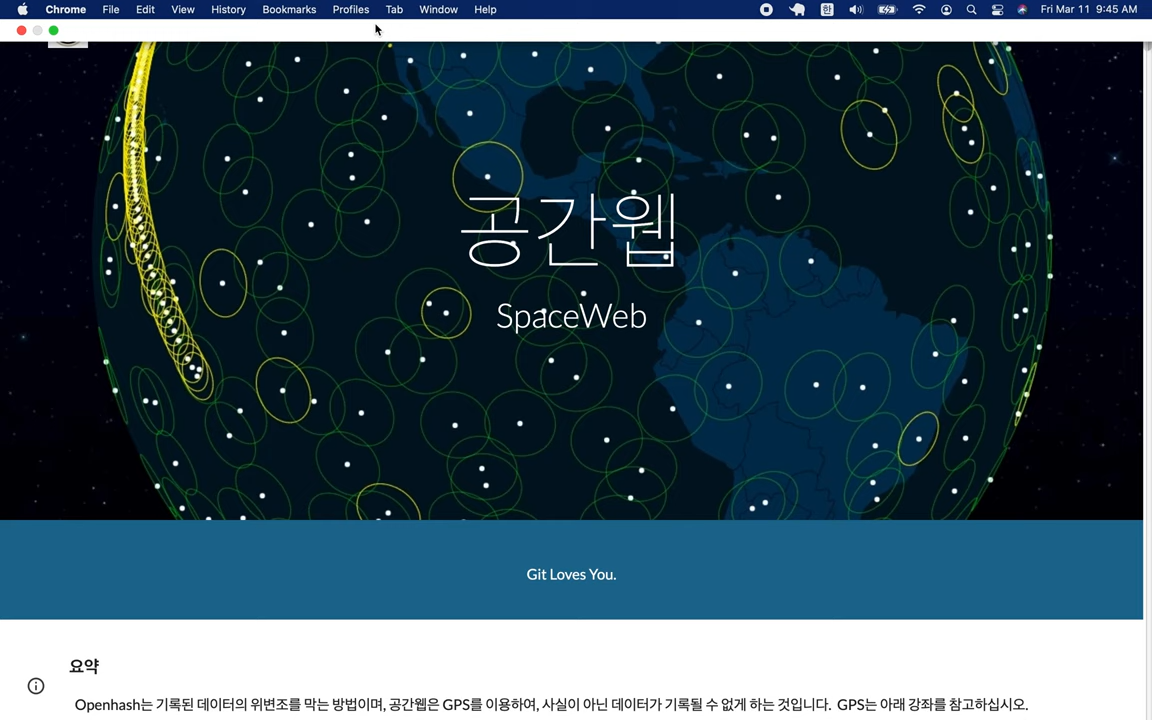 Chrome File Edit View History Bookmarks Profiles Tab Window Help 한 Fri Mar 11 9:45 AM
공간웹
SpaceWeb
Git Loves You.
요약
Openhash는 기록된 데이터의 위변조를 막는 방법이며, 공간웹은 GPS를 이용하여, 사실이 아닌 데이터가 기록될 수 없게 하는 것입니다. GPS는 아래 강좌를 참고하십시오.